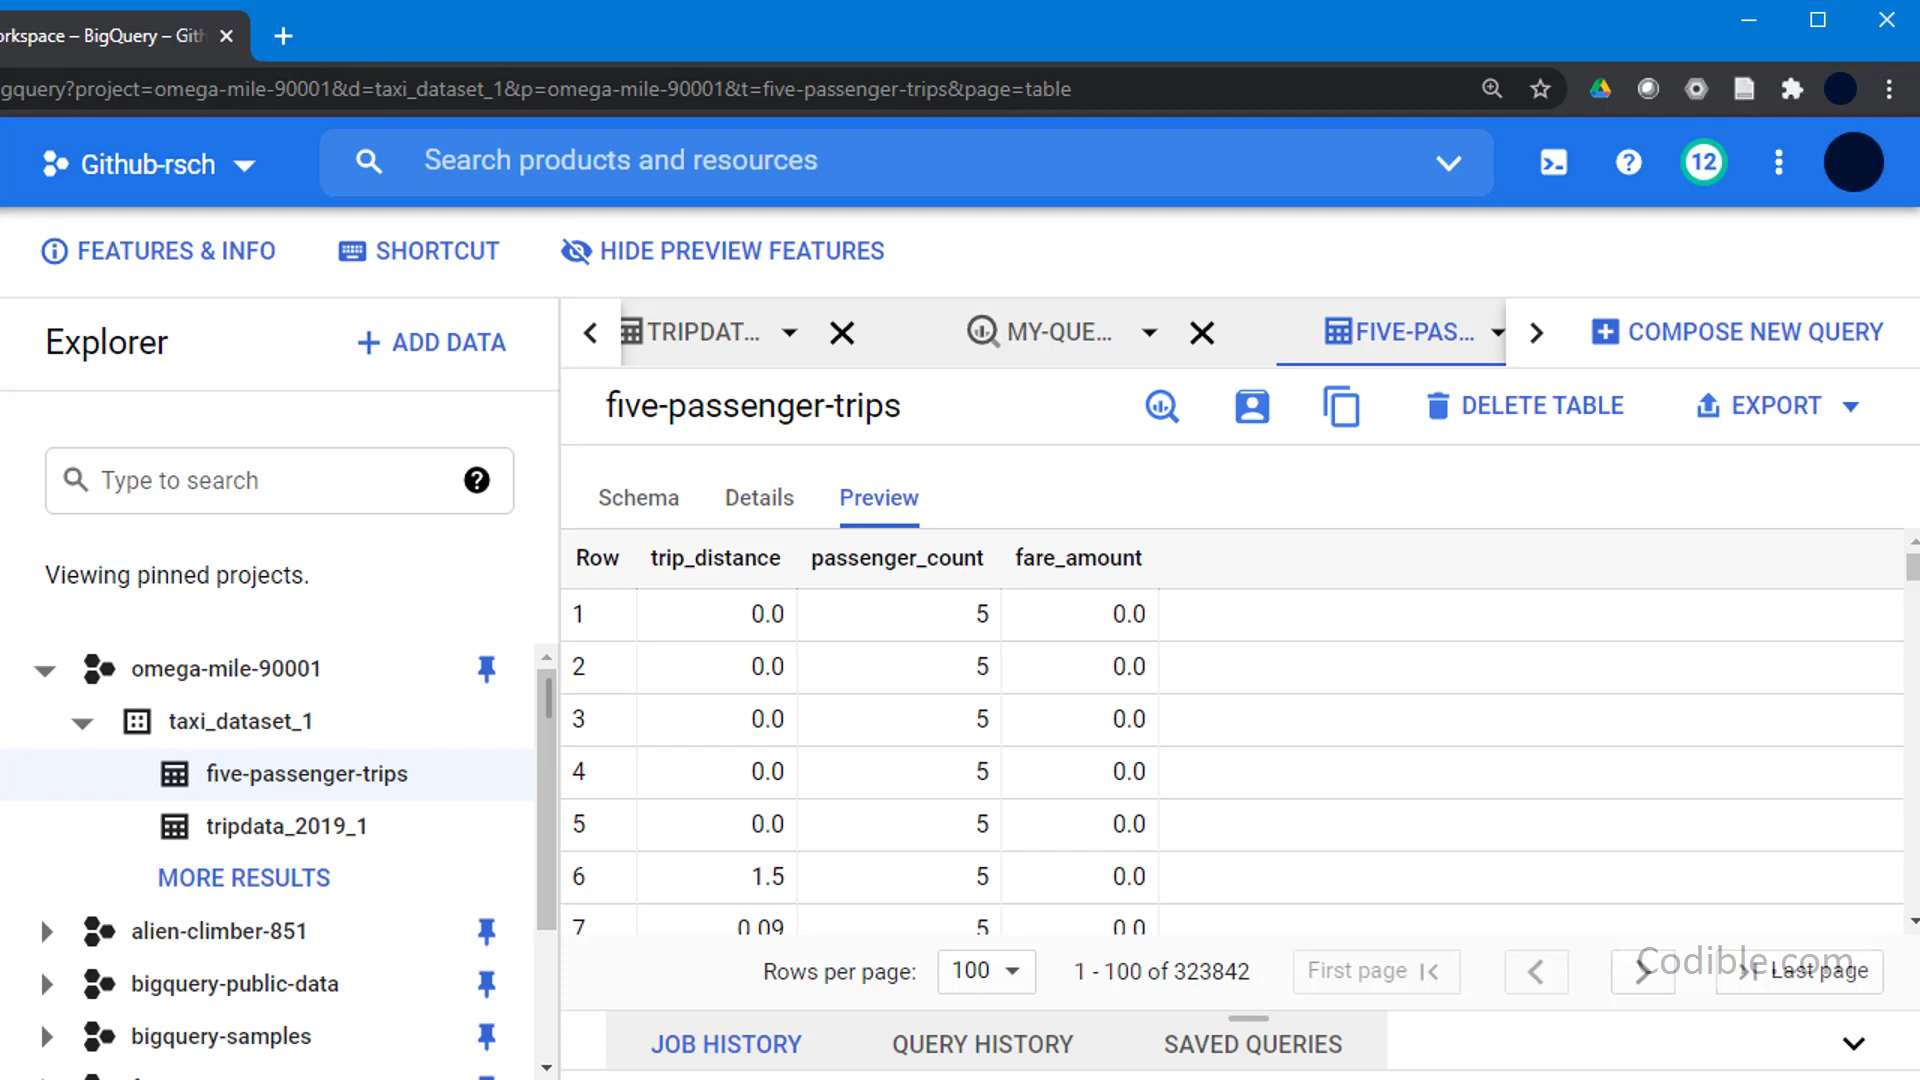 orkspace – BigQuery – Gith
gquery?project=omega-mile-90001&d=taxi_dataset_1&p=omega-mile-90001&t=five-passenger-trips&page=table
Github-rsch
Search products and resources
12
FEATURES & INFO
SHORTCUT
HIDE PREVIEW FEATURES
Explorer
+ ADD DATA
TRIPDAT...
MY-QUE...
FIVE-PAS...
COMPOSE NEW QUERY
Type to search
Viewing pinned projects.
omega-mile-90001
taxi_dataset_1
five-passenger-trips
tripdata_2019_1
MORE RESULTS
alien-climber-851
bigquery-public-data
bigquery-samples
five-passenger-trips
DELETE TABLE
EXPORT
Schema Details Preview
Row trip_distance passenger_count fare_amount
1 0.0 5 0.0
2 0.0 5 0.0
3 0.0 5 0.0
4 0.0 5 0.0
5 0.0 5 0.0
6 1.5 5 0.0
7 0.09 5 0.0
Rows per page: 100 1 - 100 of 323842 First page Last page
Codible.com
JOB HISTORY QUERY HISTORY SAVED QUERIES